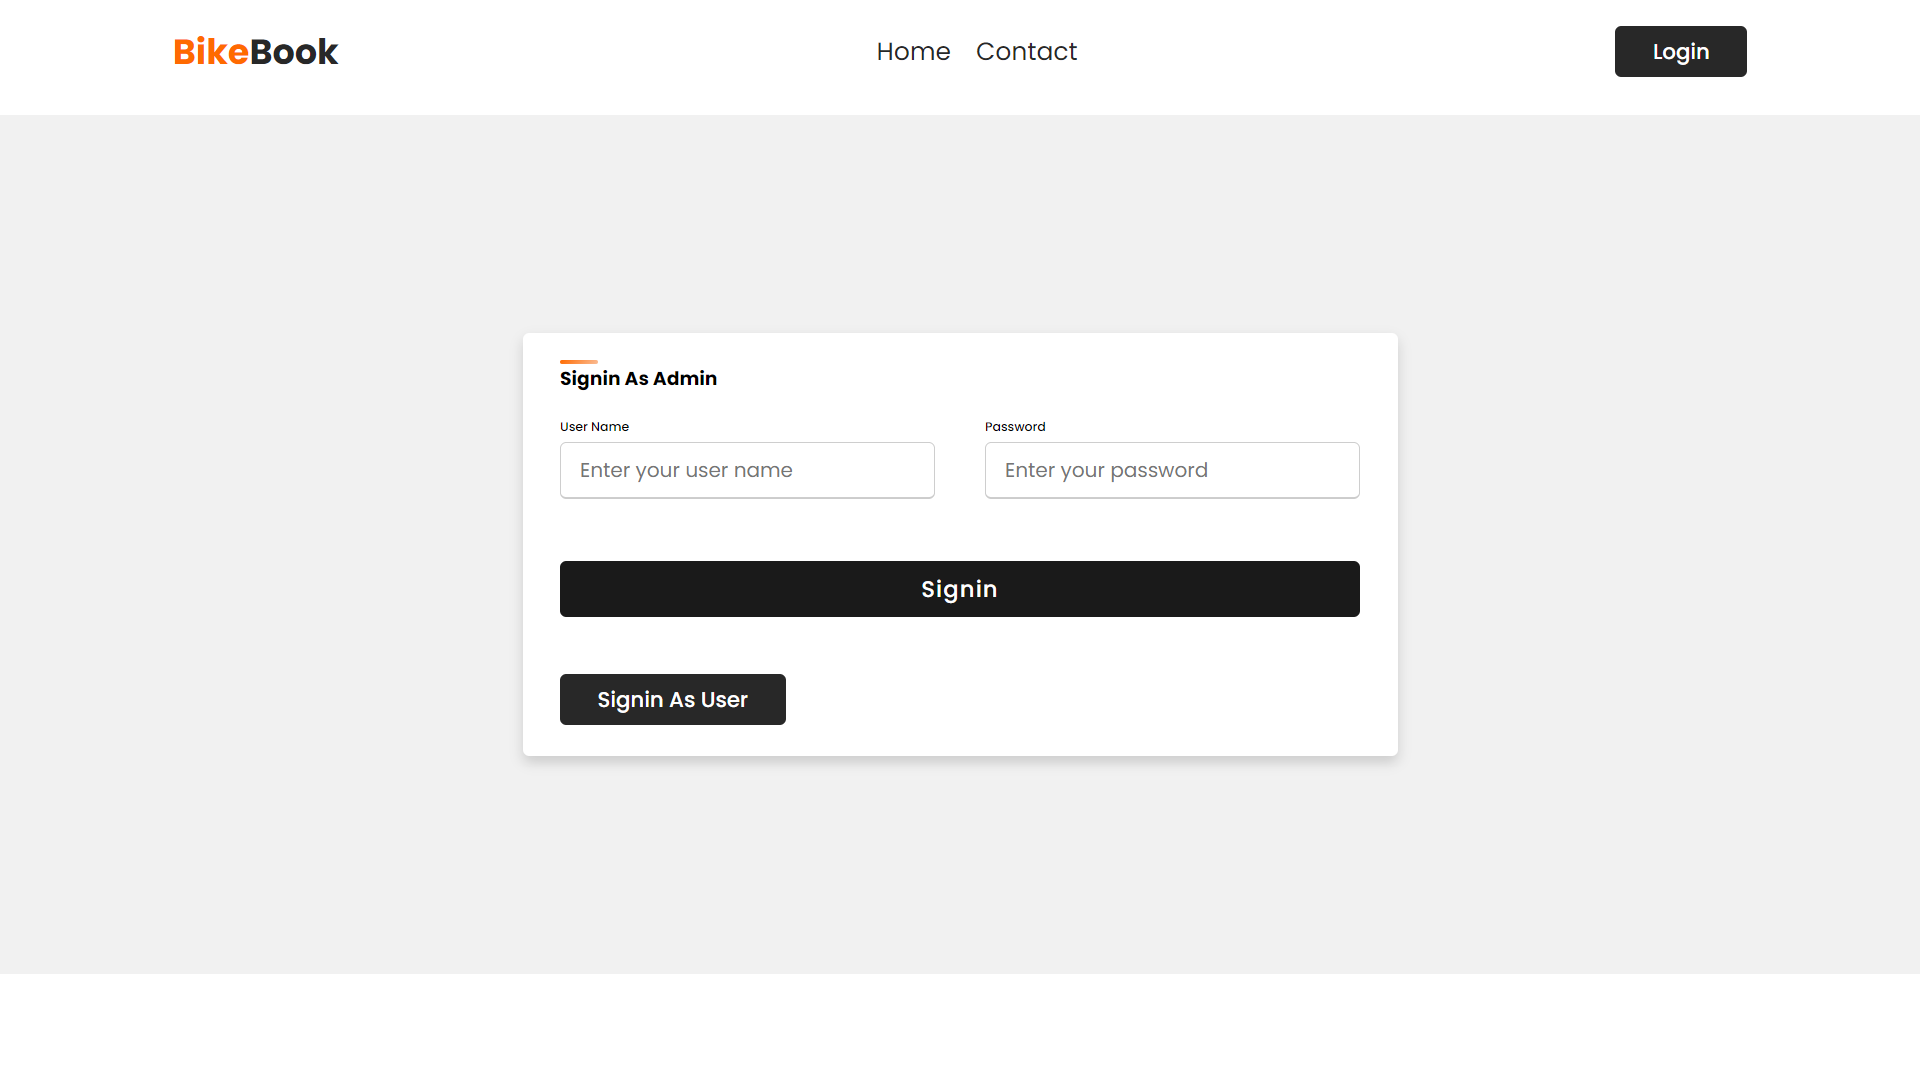 BikeBook Home Contact Login
Signin As Admin
User Name Password
Enter your user name Enter your password
Signin
Signin As User